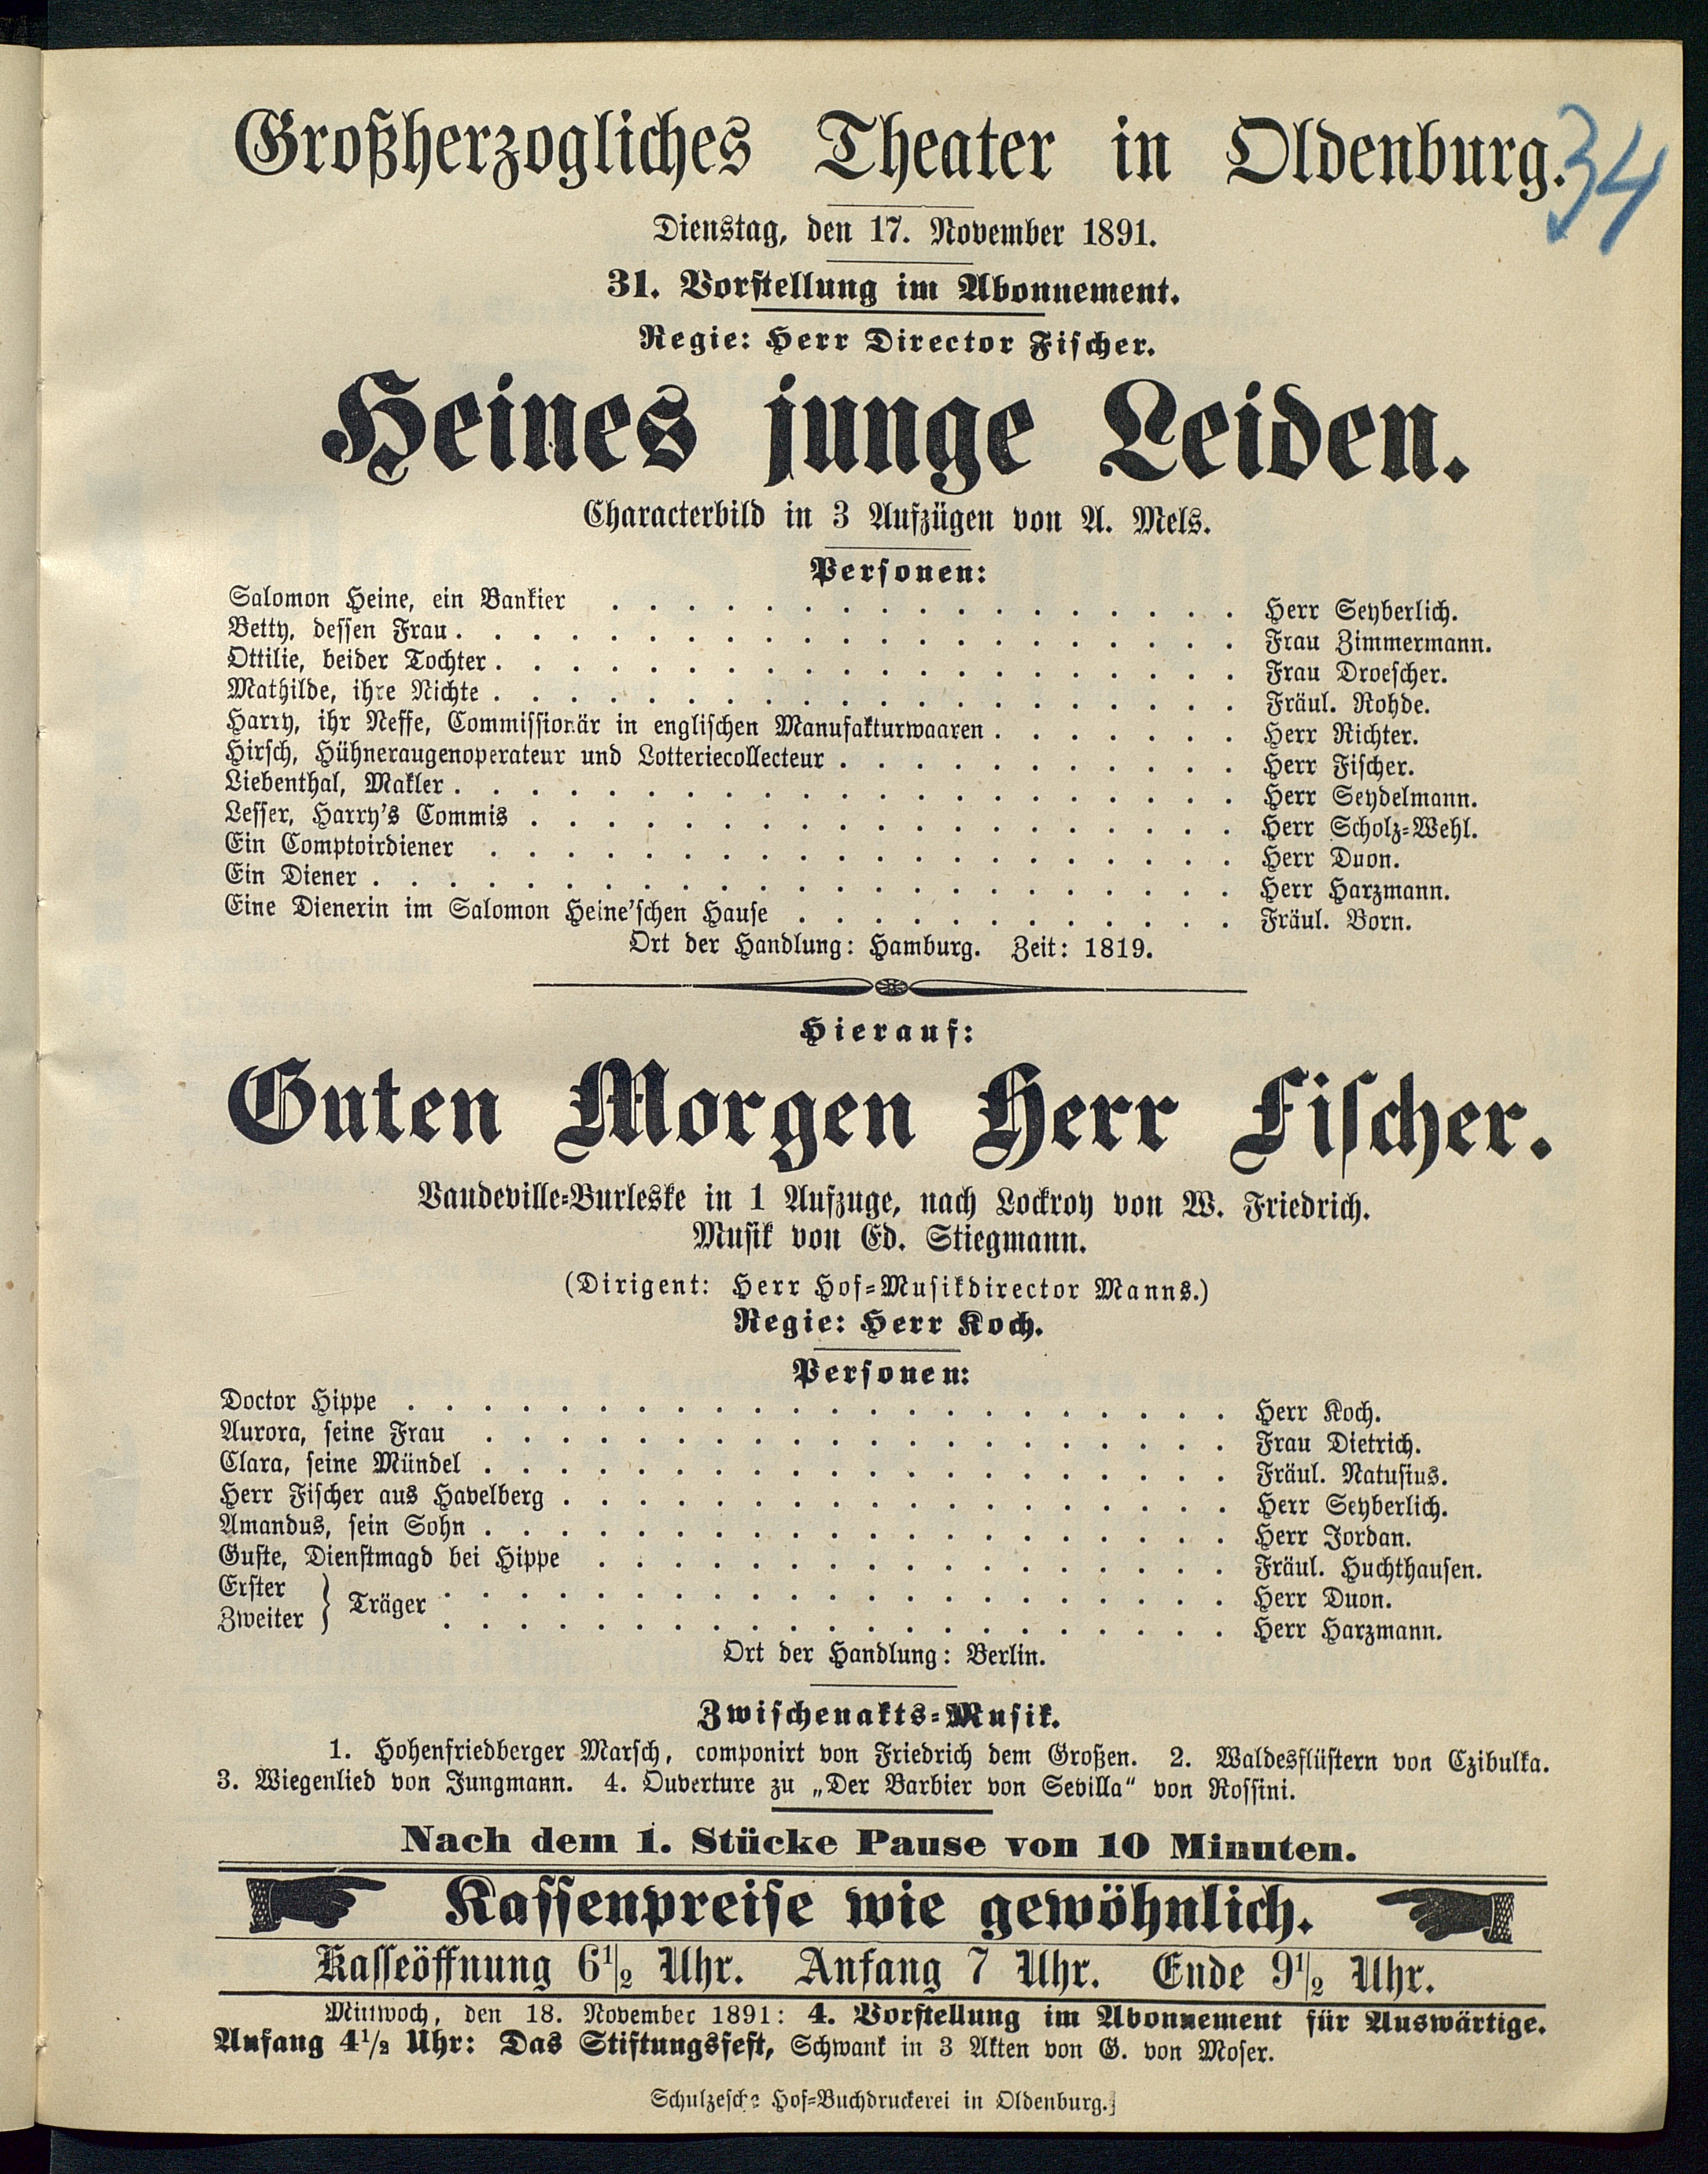 Großherzogliches Theater in Oldenburg.
34
Dienstag, den 17. November 1891.
31. Vorstellung im Abonnement.
Regie: Herr Director Fischer.
Heines junge Leiden.
Characterbild in 3 Aufzügen von A. Mels.
Personen:
Salomon Heine, ein Bankier . . . . . . . . . . . . . . . . . Herr Seyberlich.
Betty, dessen Frau . . . . . . . . . . . . . . . . . . . . . Frau Zimmermann.
Ottilie, beider Tochter . . . . . . . . . . . . . . . . . . . . Frau Droescher.
Mathilde, ihre Nichte . . . . . . . . . . . . . . . . . . . . Fräul. Rohde.
Harry, ihr Neffe, Commissionär in englischen Manufakturwaaren . . . . . . . Herr Richter.
Hirsch, Hühneraugenoperateur und Lotteriecollecteur . . . . . . . . . . . Herr Fischer.
Liebenthal, Makler . . . . . . . . . . . . . . . . . . . . . Herr Seydelmann.
Lesser, Harry's Commis . . . . . . . . . . . . . . . . . . . Herr Scholz-Wehl.
Ein Comptoirdiener . . . . . . . . . . . . . . . . . . . . Herr Duon.
Ein Diener . . . . . . . . . . . . . . . . . . . . . . . Herr Harzmann.
Eine Dienerin im Salomon Heine'schen Hause . . . . . . . . . . . . Fräul. Born.
Ort der Handlung: Hamburg. Zeit: 1819.
Hierauf:
Guten Morgen Herr Fischer.
Vaudeville-Burleske in 1 Aufzuge, nach Lockroy von W. Friedrich.
Musik von Ed. Stiegmann.
(Dirigent: Herr Hof-Musikdirector Manns.)
Regie: Herr Koch.
Personen:
Doctor Hippe . . . . . . . . . . . . . . . . . . . . . . Herr Koch.
Aurora, seine Frau . . . . . . . . . . . . . . . . . . . . Frau Dietrich.
Clara, seine Mündel . . . . . . . . . . . . . . . . . . . . Fräul. Natusius.
Herr Fischer aus Havelberg . . . . . . . . . . . . . . . . . . Herr Seyberlich.
Amandus, sein Sohn . . . . . . . . . . . . . . . . . . . . Herr Jordan.
Guste, Dienstmagd bei Hippe . . . . . . . . . . . . . . . . . Fräul. Huchthausen.
Erster } Träger . . . . . . . . . . . . . . . . . . . . . Herr Duon.
Zweiter . . . . . . . . . . . . . . . . . . . . . Herr Harzmann.
Ort der Handlung: Berlin.
Zwischenakts-Musik.
1. Hohenfriedberger Marsch, componirt von Friedrich dem Großen. 2. Waldesflüstern von Czibulka.
3. Wiegenlied von Jungmann. 4. Ouverture zu „Der Barbier von Sevilla“ von Rossini.
Nach dem 1. Stücke Pause von 10 Minuten.
Kassenpreise wie gewöhnlich.
Kasseöffnung 6½ Uhr. Anfang 7 Uhr. Ende 9½ Uhr.
Mittwoch, den 18. November 1891: 4. Vorstellung im Abonnement für Auswärtige.
Anfang 4½ Uhr: Das Stiftungsfest, Schwank in 3 Akten von G. von Moser.
Schulzesche Hof-Buchdruckerei in Oldenburg.]